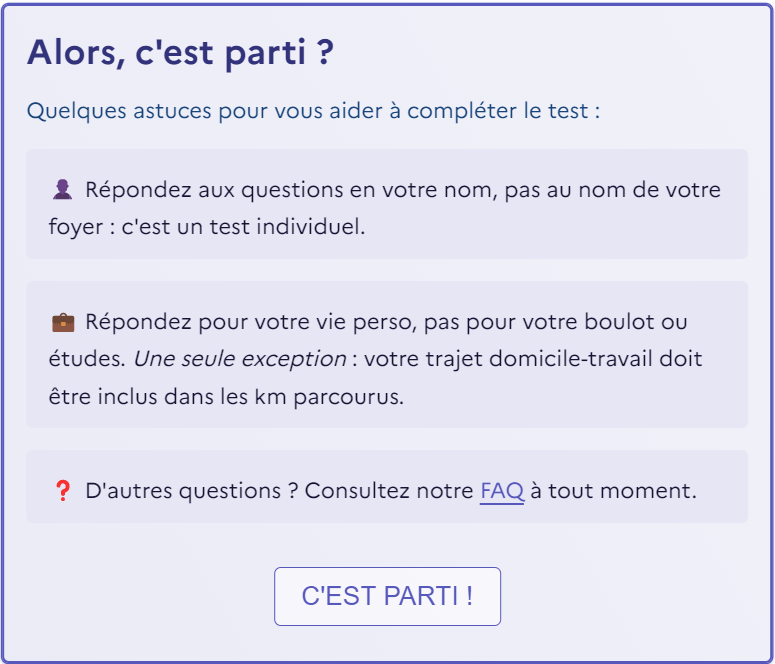 Alors, c'est parti ?
Quelques astuces pour vous aider à compléter le test :
Répondez aux questions en votre nom, pas au nom de votre
foyer : c'est un test individuel.
Répondez pour votre vie perso, pas pour votre boulot ou
études. Une seule exception : votre trajet domicile-travail doit
être inclus dans les km parcourus.
D'autres questions ? Consultez notre FAQ à tout moment.
C'EST PARTI !